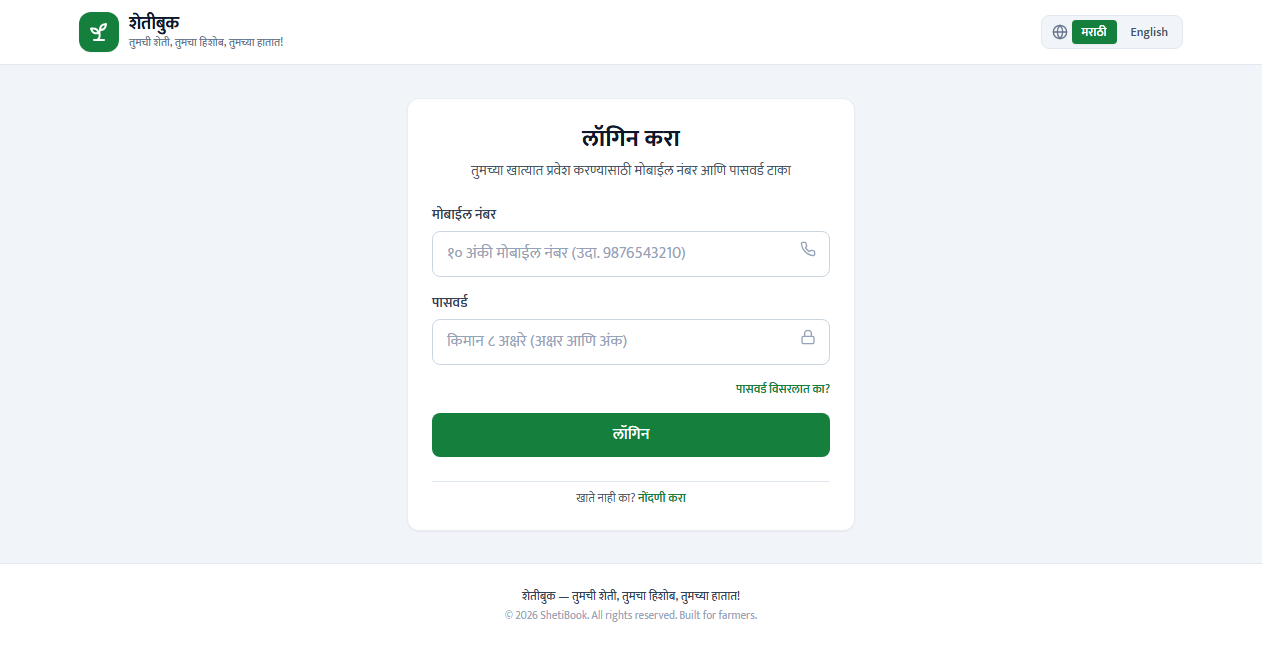 शेतीबुक
तुमची शेती, तुमचा हिशोब, तुमच्या हातात!
मराठी
English
लॉगिन करा
तुमच्या खात्यात प्रवेश करण्यासाठी मोबाईल नंबर आणि पासवर्ड टाका
मोबाईल नंबर
१० अंकी मोबाईल नंबर (उदा. 9876543210)
पासवर्ड
किमान ८ अक्षरे (अक्षर आणि अंक)
पासवर्ड विसरलात का?
लॉगिन
खाते नाही का? नोंदणी करा
शेतीबुक — तुमची शेती, तुमचा हिशोब, तुमच्या हातात!
© 2026 ShetiBook. All rights reserved. Built for farmers.